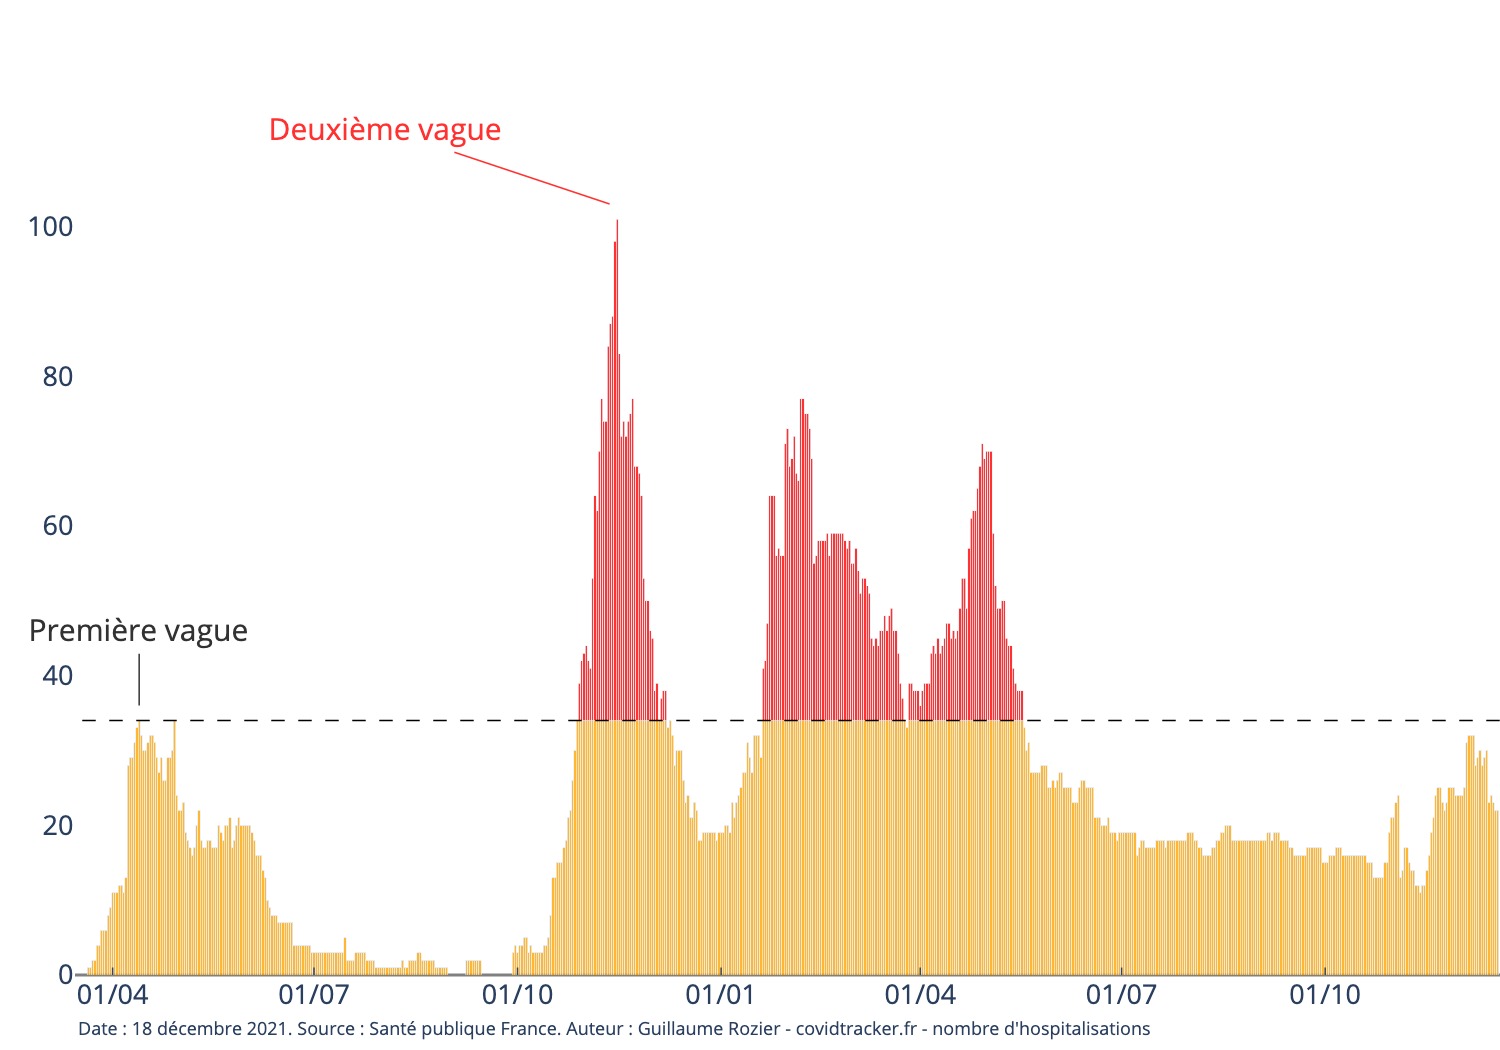 Deuxième vague
100
80
60
Première vague
40
20
0
01/04 01/07 01/10 01/01 01/04 01/07 01/10
Date : 18 décembre 2021. Source : Santé publique France. Auteur : Guillaume Rozier - covidtracker.fr - nombre d'hospitalisations